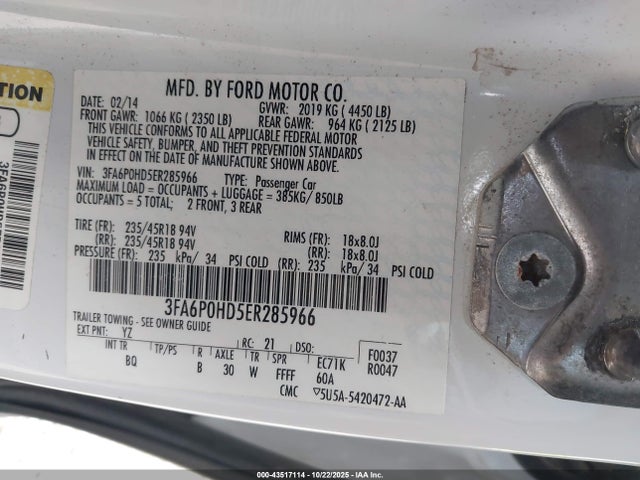 MFD. BY FORD MOTOR CO.
DATE: 02/14 GVWR: 2019 KG ( 4450 LB)
FRONT GAWR: 1066 KG ( 2350 LB) REAR GAWR: 964 KG ( 2125 LB)
THIS VEHICLE CONFORMS TO ALL APPLICABLE FEDERAL MOTOR
VEHICLE SAFETY, BUMPER, AND THEFT PREVENTION STANDARDS
IN EFFECT ON THE DATE OF MANUFACTURE SHOWN ABOVE.
VIN: 3FA6P0HD5ER285966 TYPE: Passenger Car
MAXIMUM LOAD = OCCUPANTS + LUGGAGE = 385KG/ 850LB
OCCUPANTS = 5 TOTAL; 2 FRONT, 3 REAR
TIRE (FR): 235/45R18 94V RIMS (FR): 18x8.0J
(RR): 235/45R18 94V (RR): 18x8.0J
PRESSURE (FR): 235 kPa/ 34 PSI COLD (RR): 235 kPa/34 PSI COLD
3FA6P0HD5ER285966
TRAILER TOWING - SEE OWNER GUIDE
EXT PNT: YZ RC: 21 DSO: F0037
INT TR TP/PS R AXLE TR SPR EC71K R0047
BQ B 30 W FFFF 60A
CMC ▽5U5A-5420472-AA
TION
000-43517114 10/22/2025 IAA